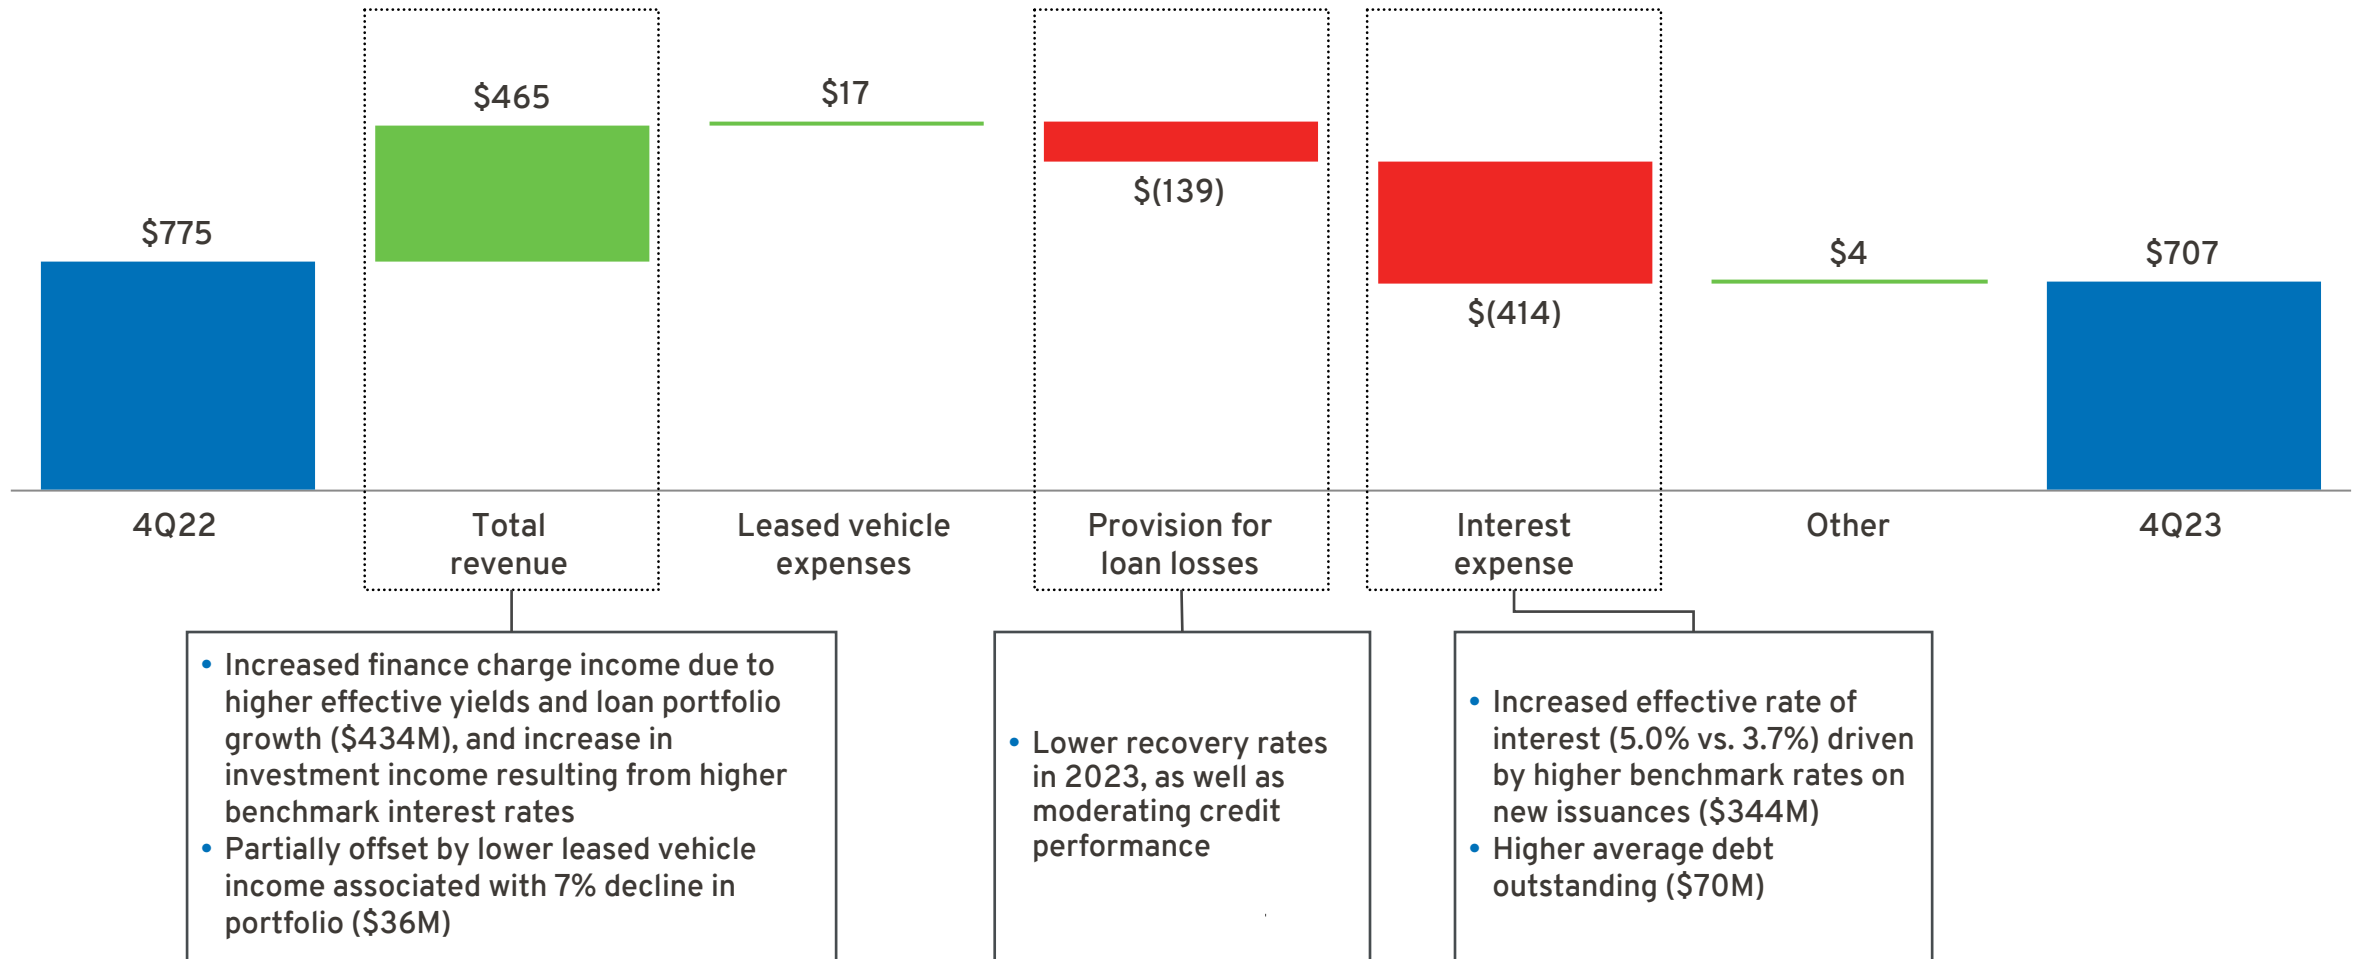 $775
$465
$17
$(139)
$(414)
$4
$707
4Q22
Total
revenue
Leased vehicle
expenses
Provision for
loan losses
Interest
expense
Other
4Q23
• Increased finance charge income due to
higher effective yields and loan portfolio
growth ($434M), and increase in
investment income resulting from higher
benchmark interest rates
• Partially offset by lower leased vehicle
income associated with 7% decline in
portfolio ($36M)
• Lower recovery rates
in 2023, as well as
moderating credit
performance
• Increased effective rate of
interest (5.0% vs. 3.7%) driven
by higher benchmark rates on
new issuances ($344M)
• Higher average debt
outstanding ($70M)